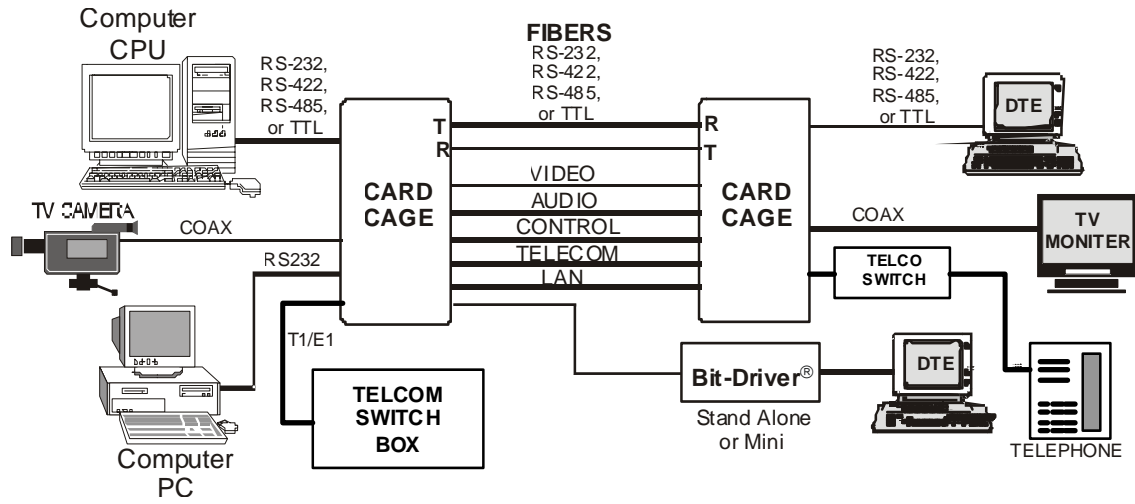 Computer
CPU
RS-232,
RS-422,
RS-485,
or TTL
FIBERS
RS-232,
RS-422,
RS-485,
or TTL
RS-232,
RS-422,
RS-485,
or TTL
DTE
T
R
R
T
CARD
CAGE
VIDEO
AUDIO
CONTROL
TELECOM
LAN
CARD
CAGE
TV CAMERA
COAX
COAX
TV
MONITER
RS232
TELCO
SWITCH
T1/E1
TELCOM
SWITCH
BOX
Bit-Driver®
Stand Alone
or Mini
DTE
TELEPHONE
Computer
PC